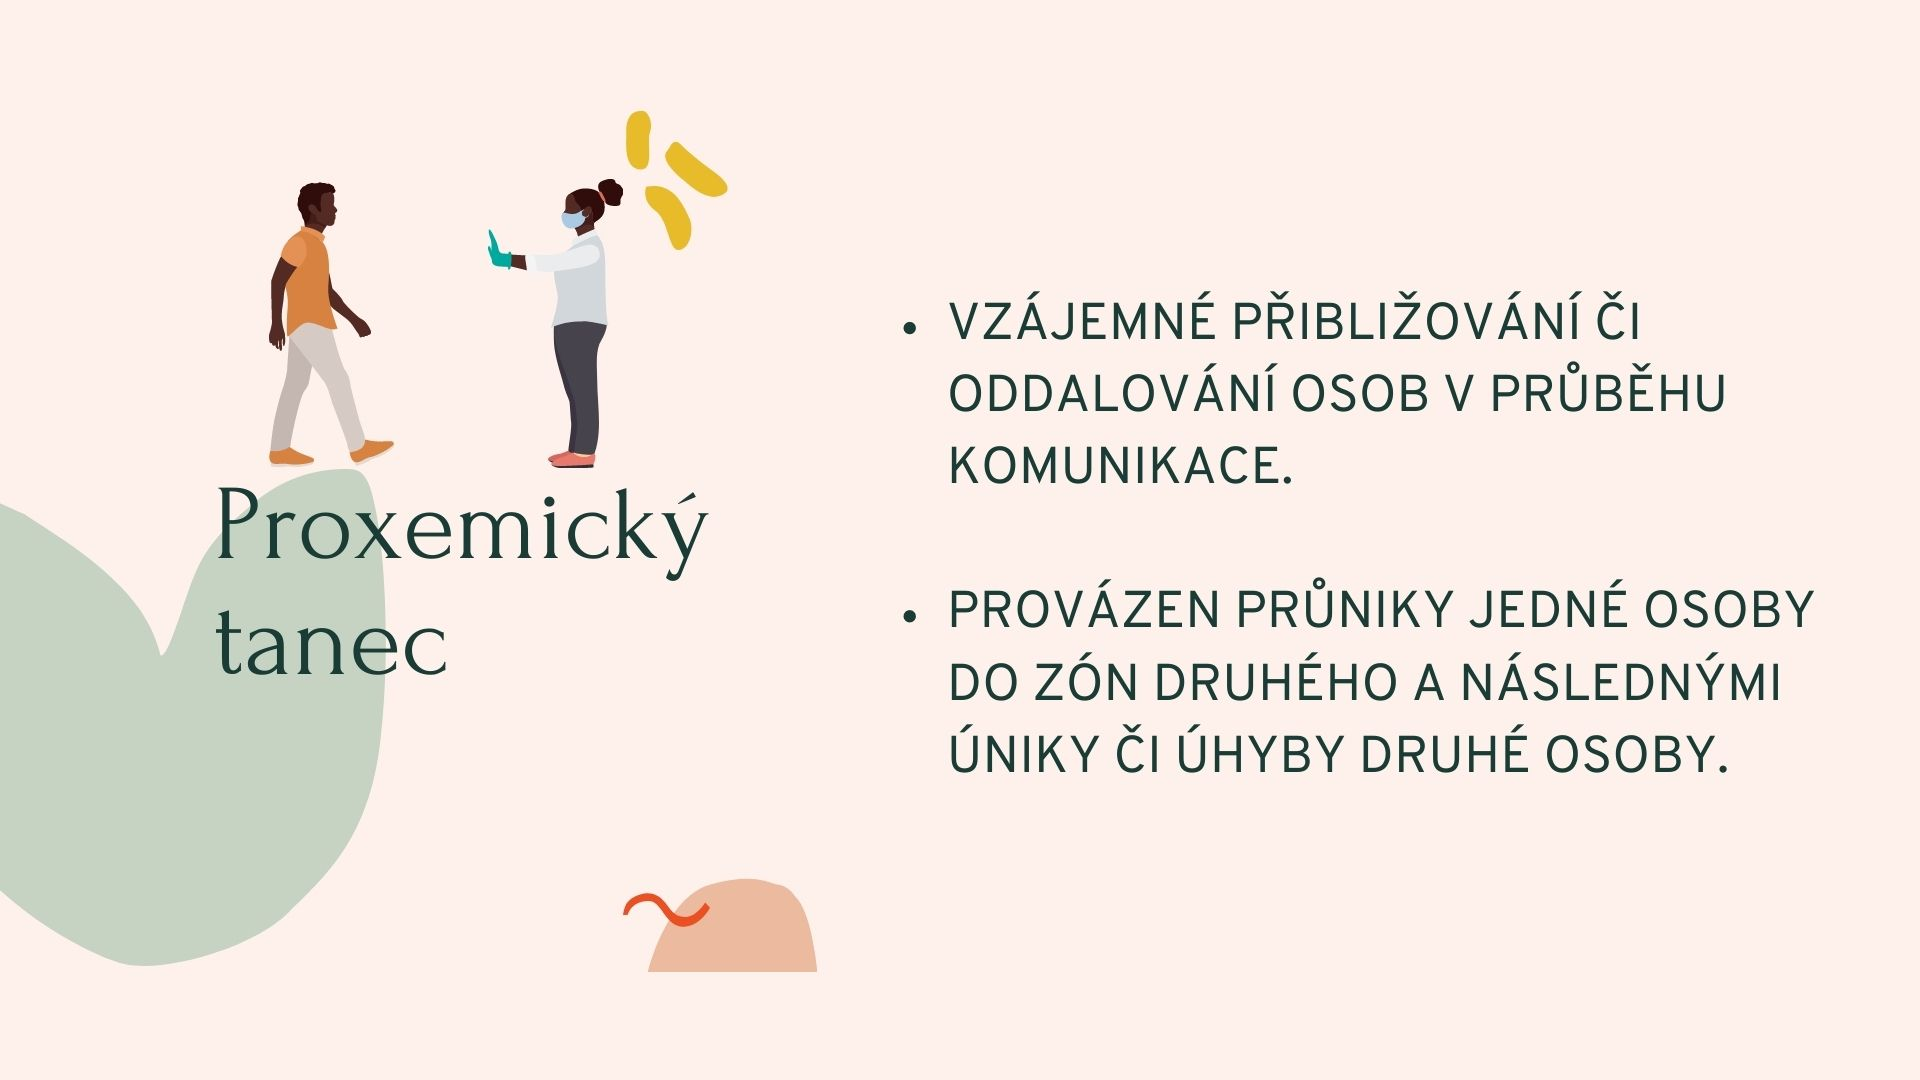 Proxemický
tanec
• VZÁJEMNÉ PŘIBLIŽOVÁNÍ ČI
ODDALOVÁNÍ OSOB V PRŮBĚHU
KOMUNIKACE.
• PROVÁZEN PRŮNIKY JEDNÉ OSOBY
DO ZÓN DRUHÉHO A NÁSLEDNÝMI
ÚNIKY ČI ÚHYBY DRUHÉ OSOBY.